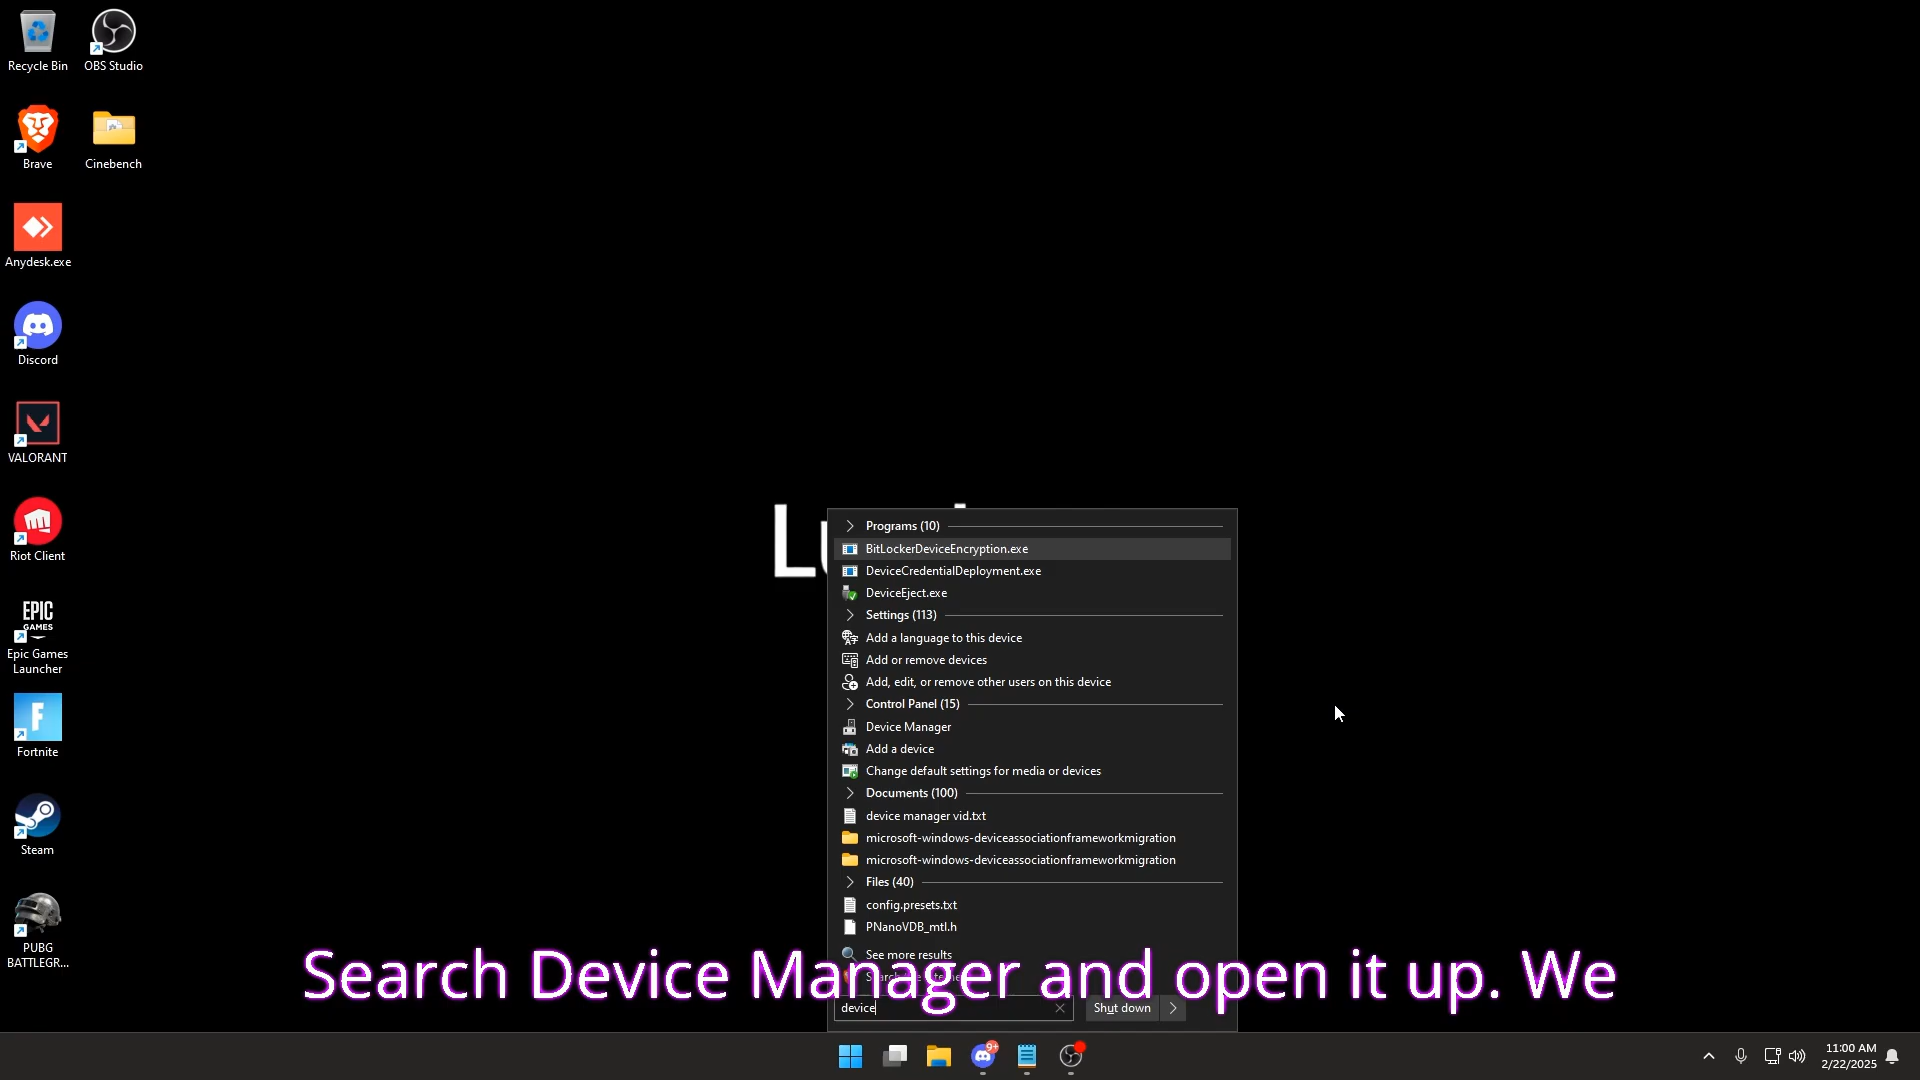 Recycle Bin
OBS Studio
Brave
Cinebench
Anydesk.exe
Discord
VALORANT
Riot Client
EPIC
GAMES
Epic Games
Launcher
Fortnite
Steam
PUBG
BATTLEGR...
Programs (10)
BitLockerDeviceEncryption.exe
DeviceCredentialDeployment.exe
DeviceEject.exe
Settings (113)
Add a language to this device
Add or remove devices
Add, edit, or remove other users on this device
Control Panel (15)
Device Manager
Add a device
Change default settings for media or devices
Documents (100)
device manager vid.txt
microsoft-windows-deviceassociationframeworkmigration
microsoft-windows-deviceassociationframeworkmigration
Files (40)
config.presets.txt
PNanoVDB_mtl.h
See more results
Search Device Manager and open it up. We
device
Shut down
9+
11:00 AM
2/22/2025